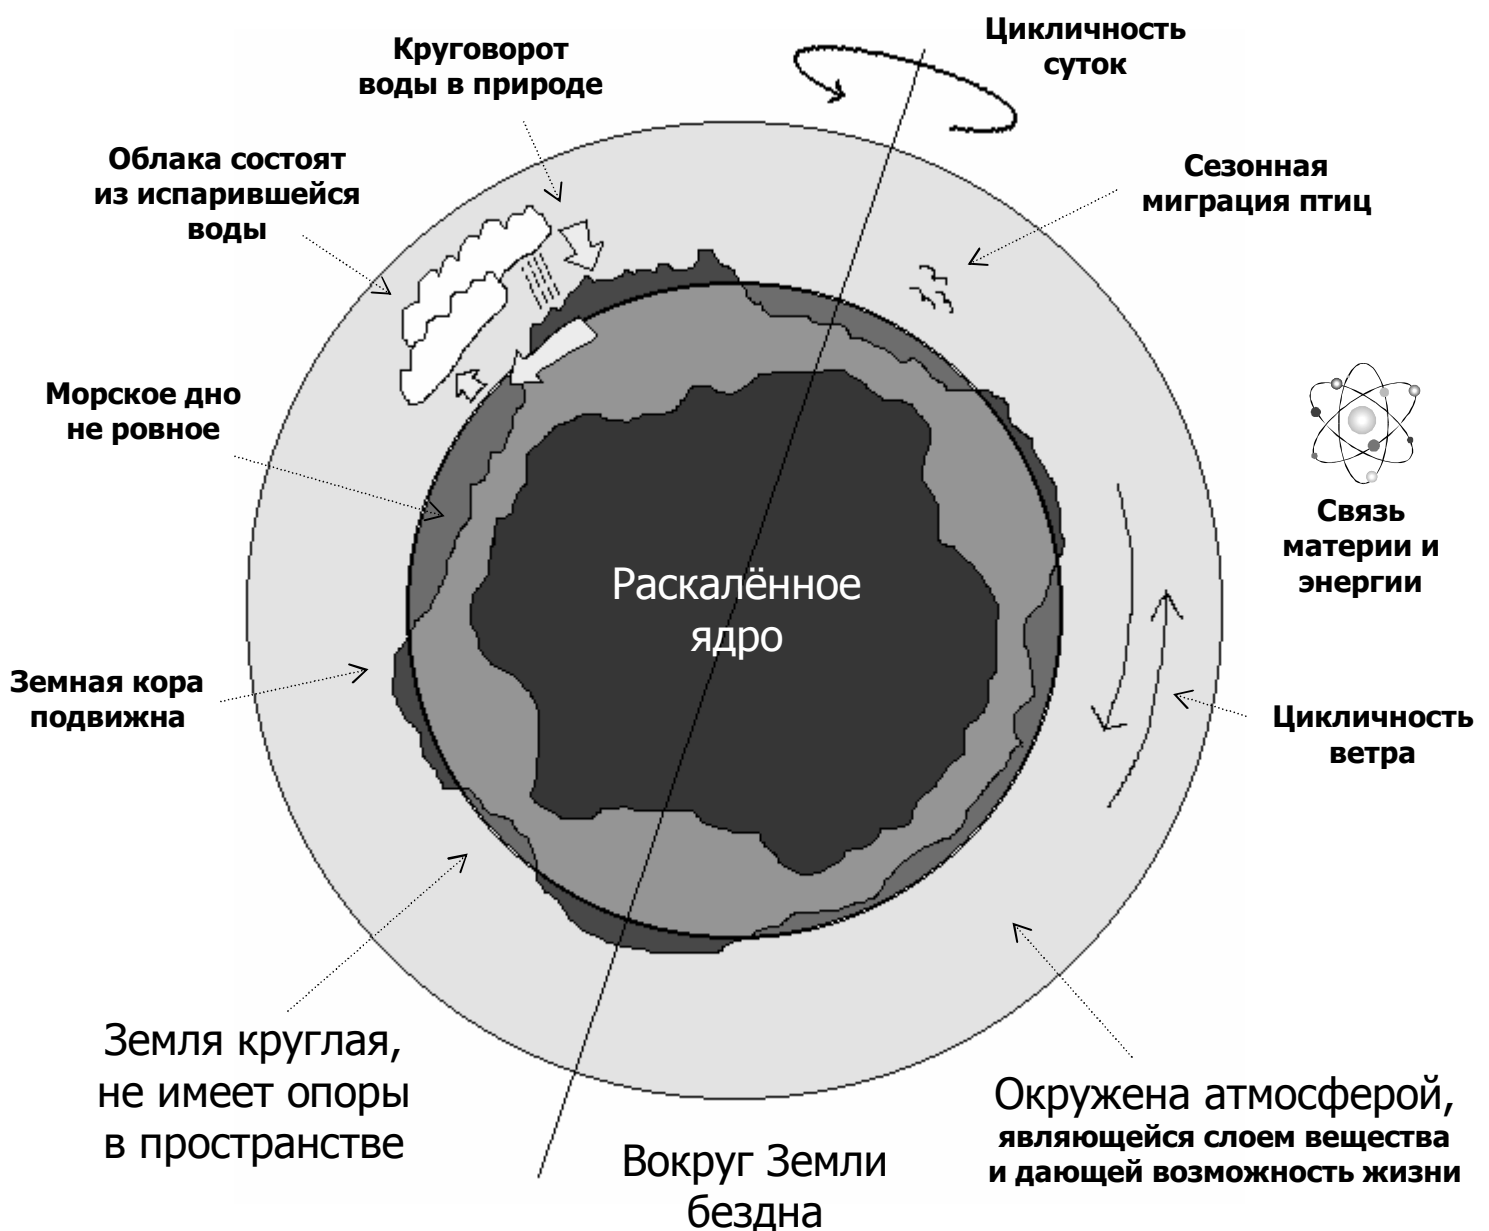 Цикличность
суток
Круговорот
воды в природе
Облака состоят
из испарившейся
воды
Сезонная
миграция птиц
Морское дно
не ровное
Связь
материи и
энергии
Раскалённое
ядро
Земная кора
подвижна
Цикличность
ветра
Земля круглая,
не имеет опоры
в пространстве
Окружена атмосферой,
являющейся слоем вещества
и дающей возможность жизни
Вокруг Земли
бездна